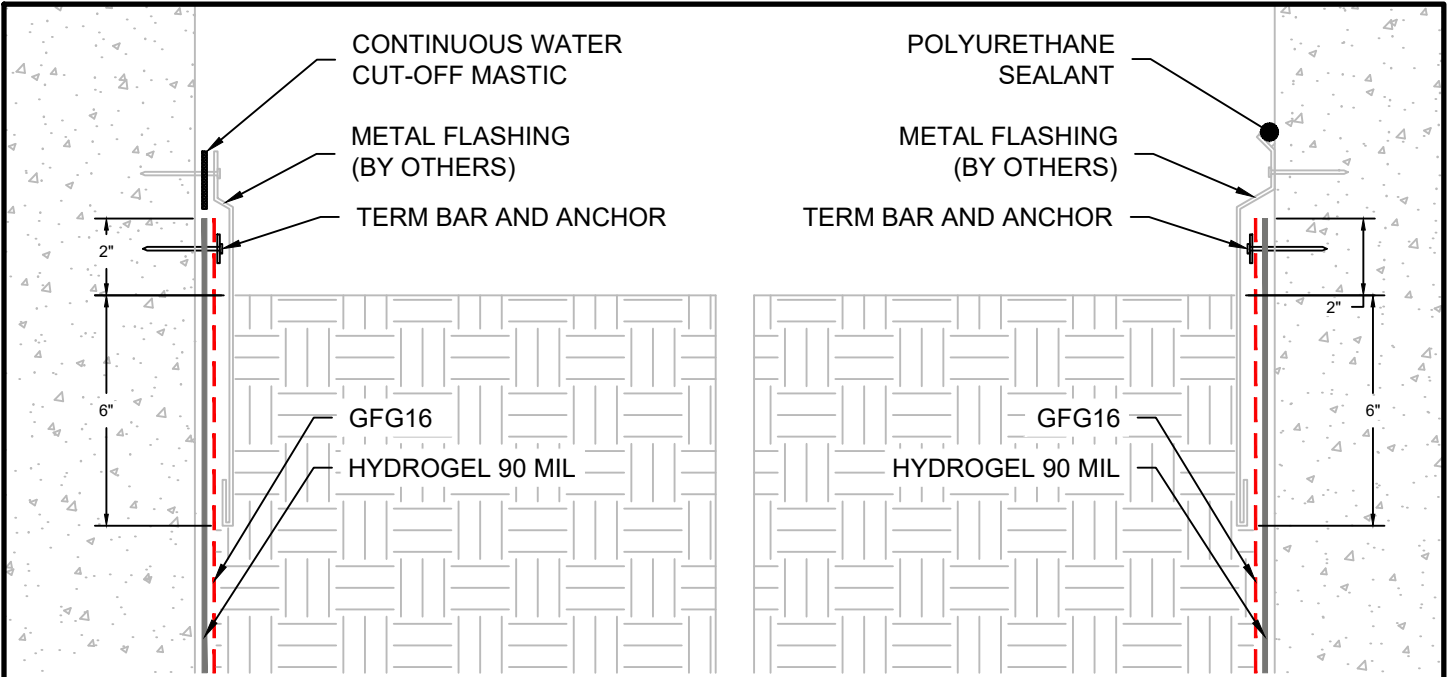 CONTINUOUS WATER
CUT-OFF MASTIC
METAL FLASHING
(BY OTHERS)
TERM BAR AND ANCHOR
2"
6"
GFG16
HYDROGEL 90 MIL
POLYURETHANE
SEALANT
METAL FLASHING
(BY OTHERS)
TERM BAR AND ANCHOR
2"
6"
GFG16
HYDROGEL 90 MIL